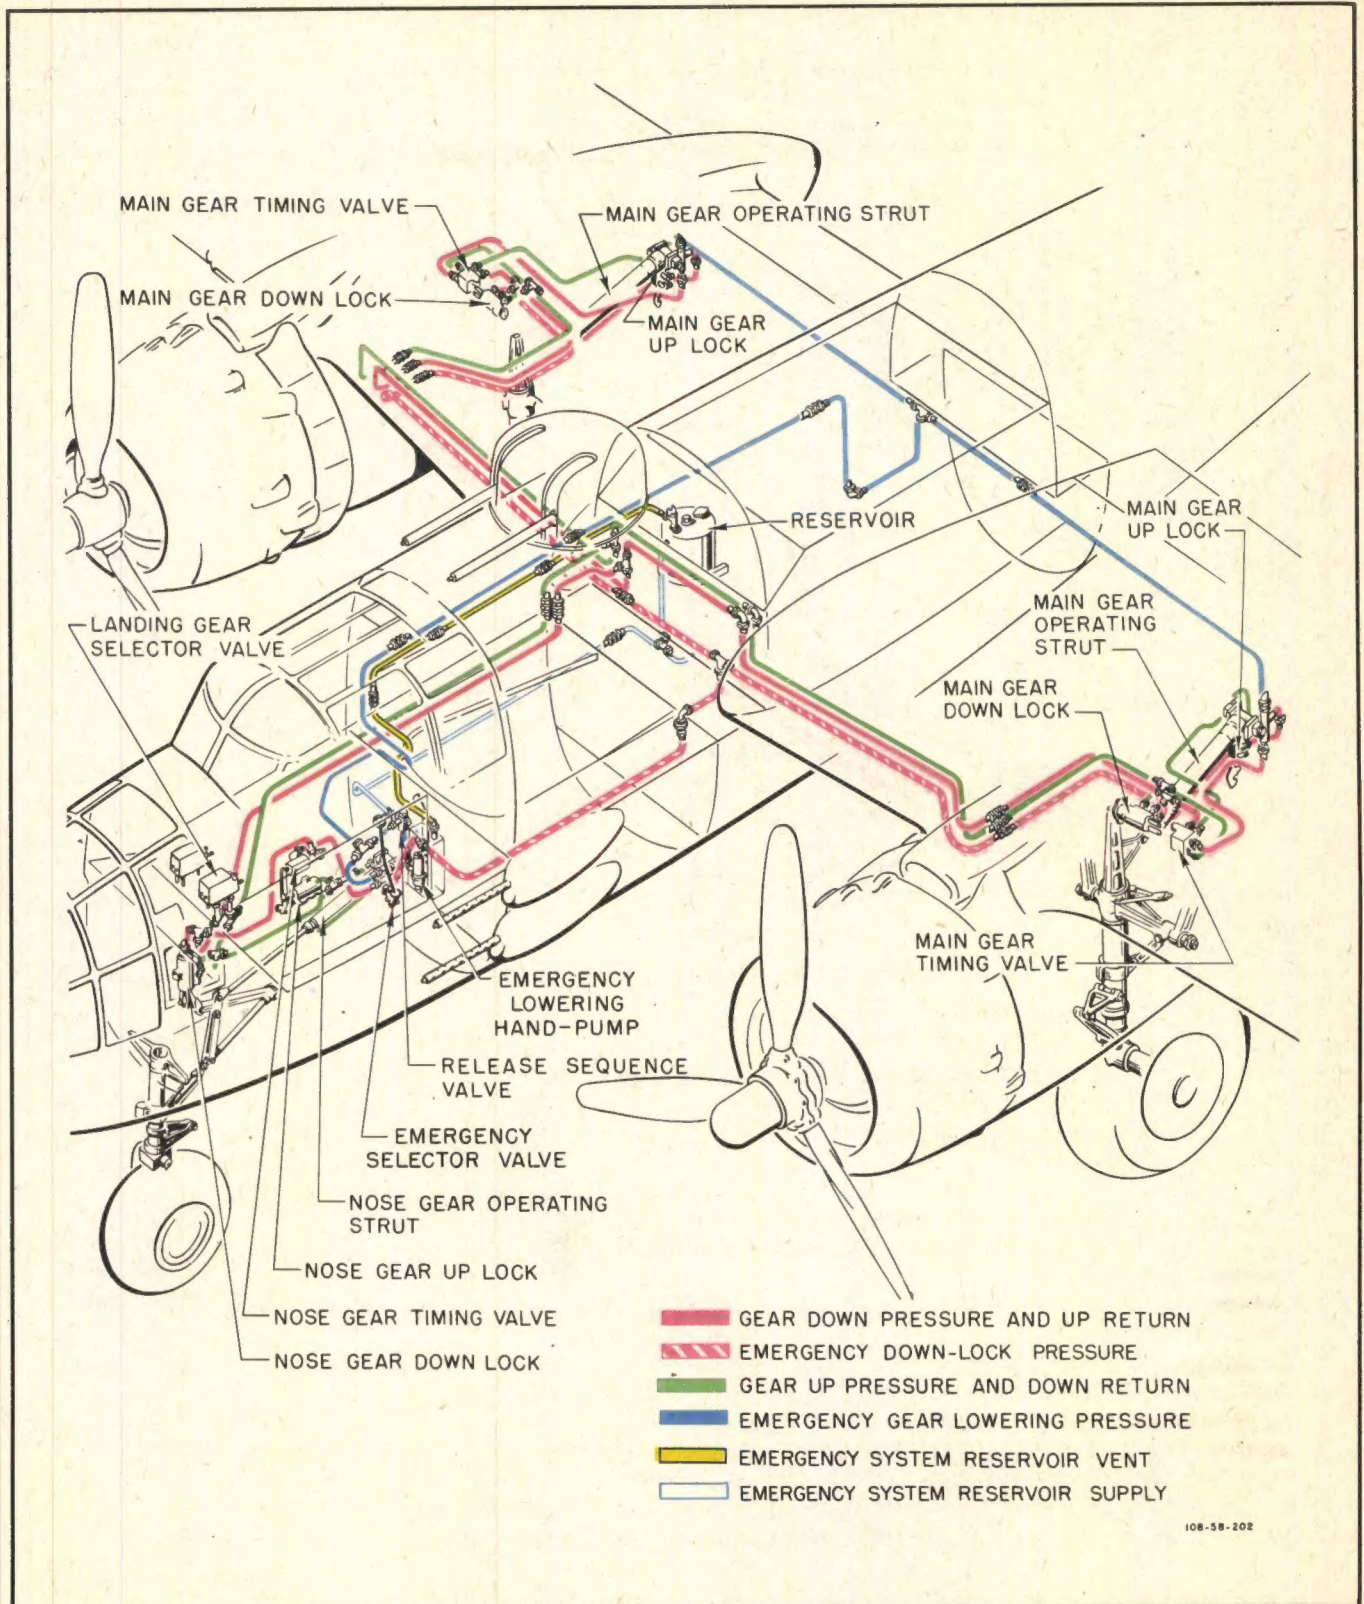 MAIN GEAR TIMING VALVE
MAIN GEAR OPERATING STRUT
MAIN GEAR DOWN LOCK
MAIN GEAR
UP LOCK
RESERVOIR
MAIN GEAR
UP LOCK
MAIN GEAR
OPERATING
STRUT
LANDING GEAR
SELECTOR VALVE
MAIN GEAR
DOWN LOCK
MAIN GEAR
TIMING VALVE
EMERGENCY
LOWERING
HAND-PUMP
RELEASE SEQUENCE
VALVE
EMERGENCY
SELECTOR VALVE
NOSE GEAR OPERATING
STRUT
NOSE GEAR UP LOCK
NOSE GEAR TIMING VALVE
NOSE GEAR DOWN LOCK
GEAR DOWN PRESSURE AND UP RETURN
EMERGENCY DOWN-LOCK PRESSURE
GEAR UP PRESSURE AND DOWN RETURN
EMERGENCY GEAR LOWERING PRESSURE
EMERGENCY SYSTEM RESERVOIR VENT
EMERGENCY SYSTEM RESERVOIR SUPPLY
108-58-202